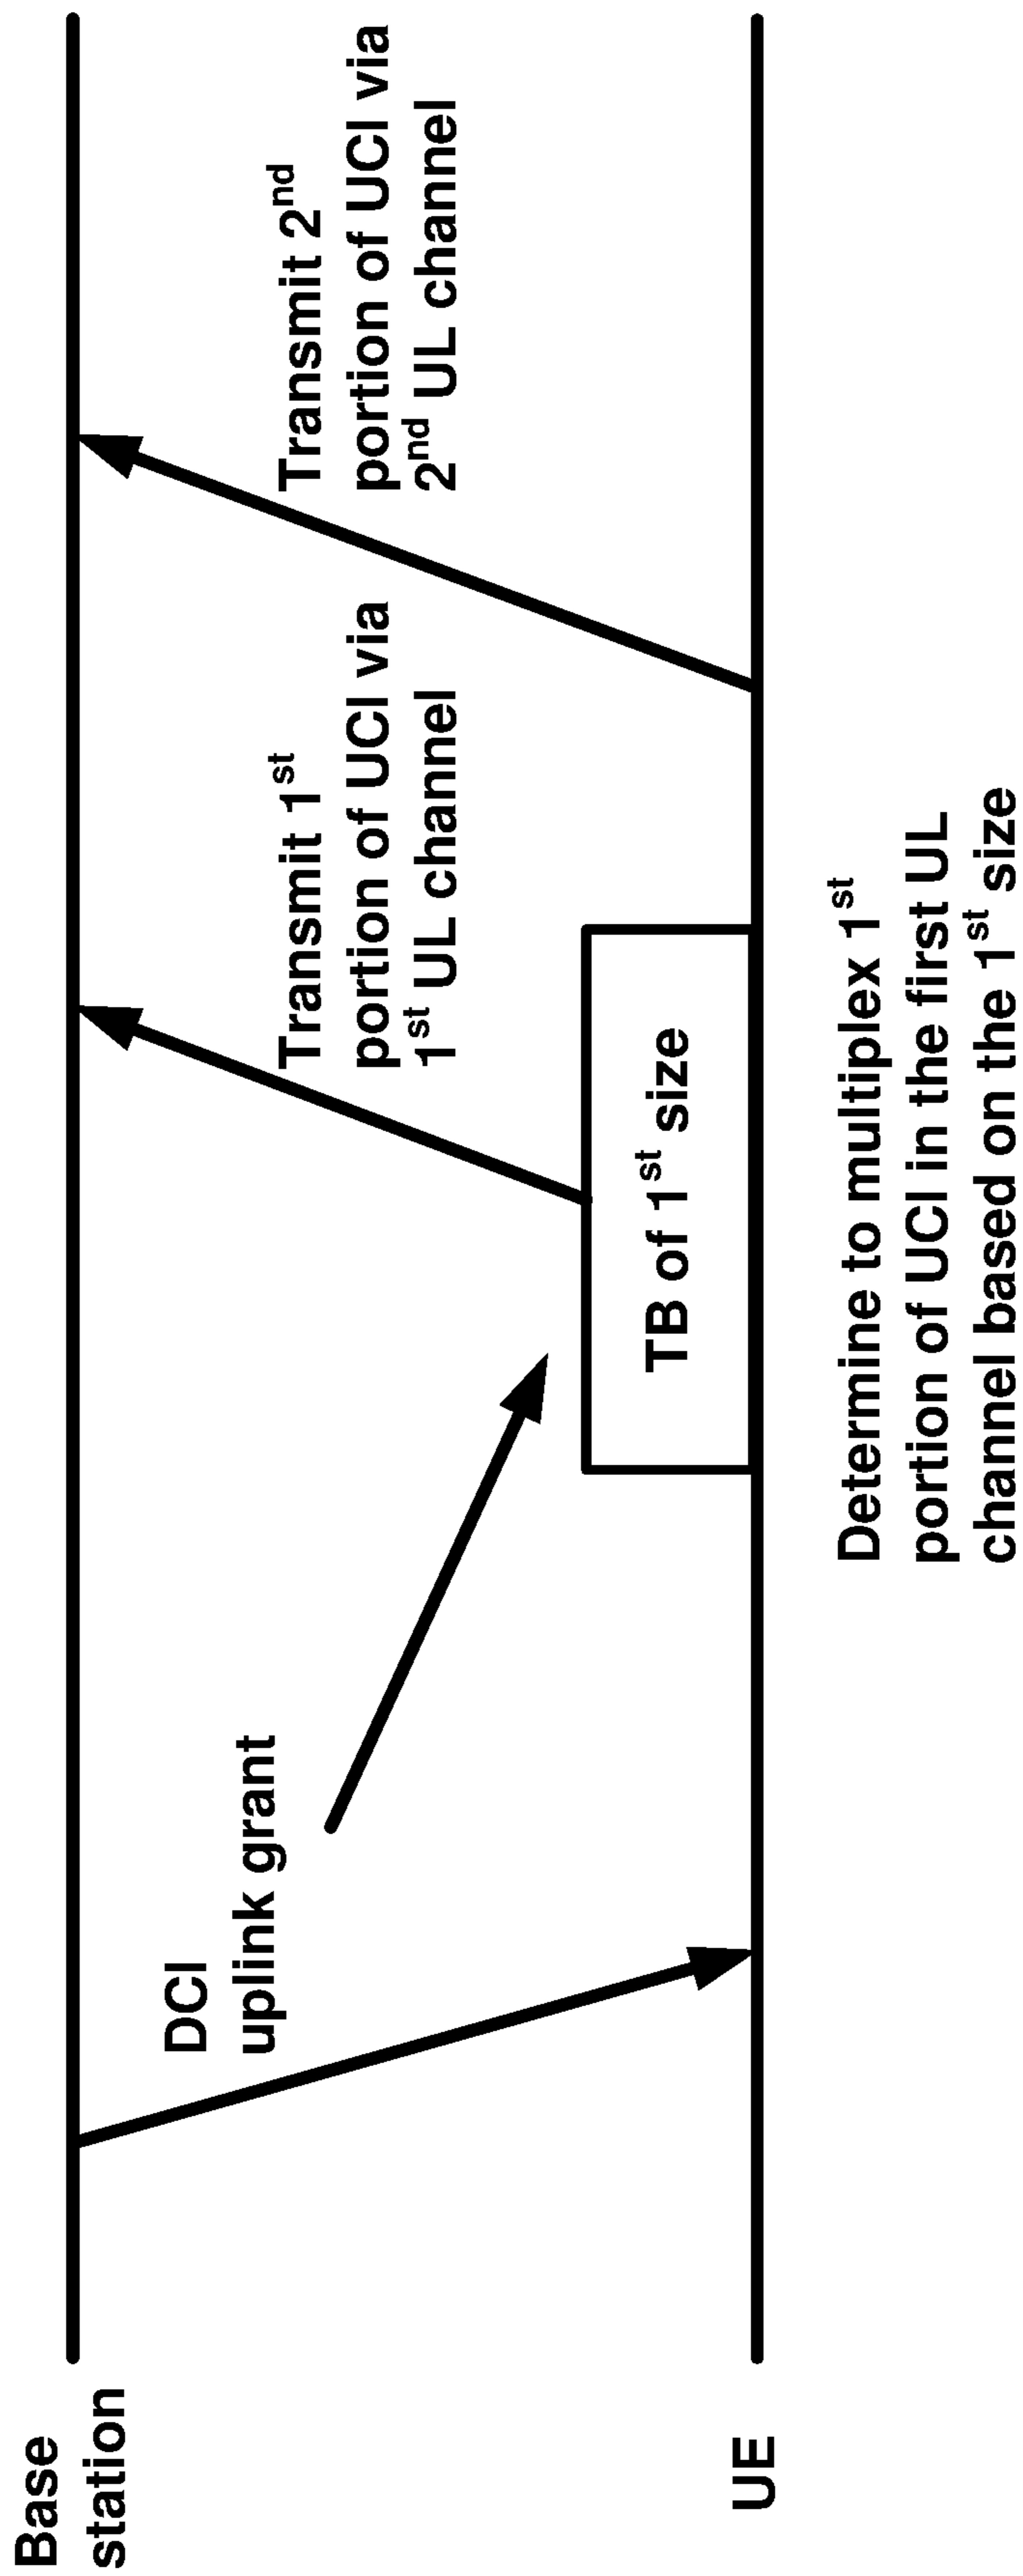 Base
station
DCI
uplink grant
Transmit 1st
portion of UCI via
1st UL channel
Transmit 2nd
portion of UCI via
2nd UL channel
TB of 1st size
UE
Determine to multiplex 1st
portion of UCI in the first UL
channel based on the 1st size